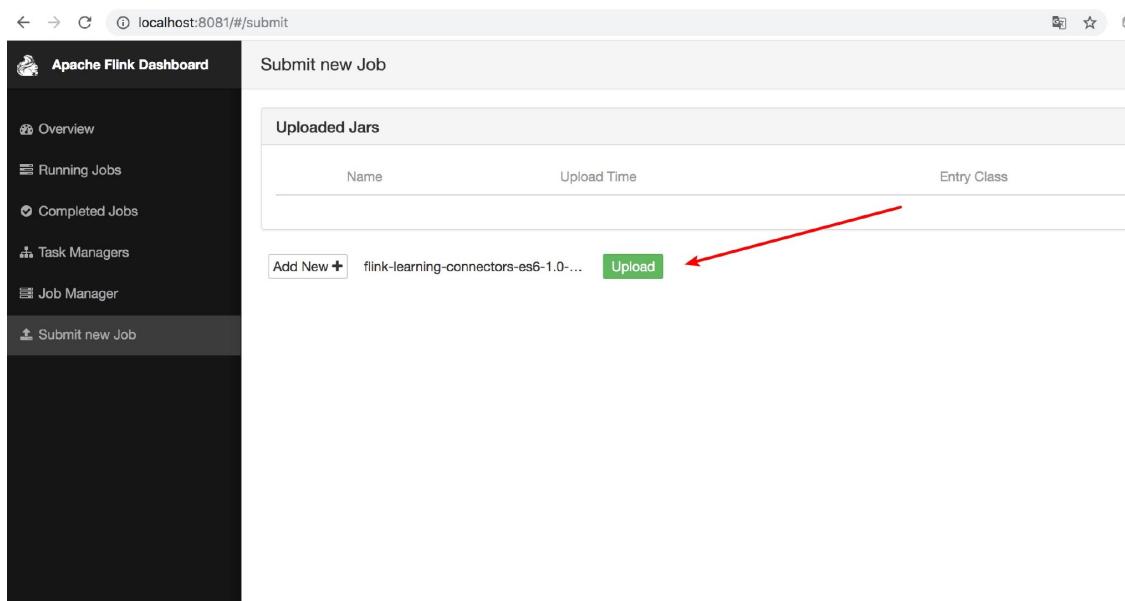 localhost:8081/#/submit
Apache Flink Dashboard
Submit new Job
Overview
Running Jobs
Completed Jobs
Task Managers
Job Manager
Submit new Job
Uploaded Jars
Name Upload Time Entry Class
Add New flink-learning-connectors-es6-1.0-... Upload